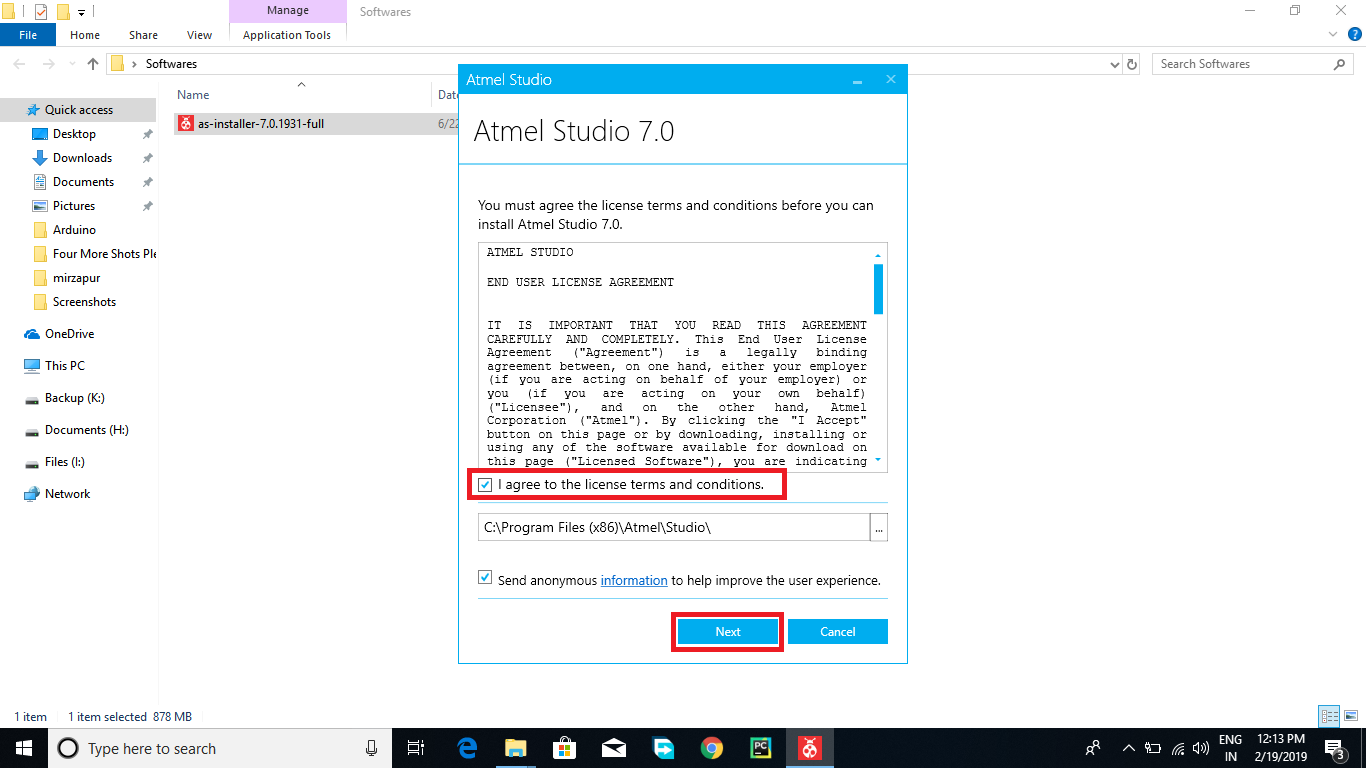 Manage
Softwares
File
Home
Share
View
Application Tools
Softwares
Search Softwares
Name
Date
as-installer-7.0.1931-full
6/22
Quick access
Desktop
Downloads
Documents
Pictures
Arduino
Four More Shots Ple
mirzapur
Screenshots
OneDrive
This PC
Backup (K:)
Documents (H:)
Files (I:)
Network
Atmel Studio
Atmel Studio 7.0
You must agree the license terms and conditions before you can
install Atmel Studio 7.0.
ATMEL STUDIO
END USER LICENSE AGREEMENT
IT IS IMPORTANT THAT YOU READ THIS AGREEMENT
CAREFULLY AND COMPLETELY. This End User License
Agreement ("Agreement") is a legally binding
agreement between, on one hand, either your employer
(if you are acting on behalf of your employer) or
you (if you are acting on your own behalf)
("Licensee"), and on the other hand, Atmel
Corporation ("Atmel"). By clicking the "I Accept"
button on this page or by downloading, installing or
using any of the software available for download on
this page ("Licensed Software"), you are indicating
I agree to the license terms and conditions.
C:\Program Files (x86)\Atmel\Studio\
...
Send anonymous information to help improve the user experience.
Next
Cancel
1 item
1 item selected 878 MB
Type here to search
PC
ENG
IN
12:13 PM
2/19/2019
3